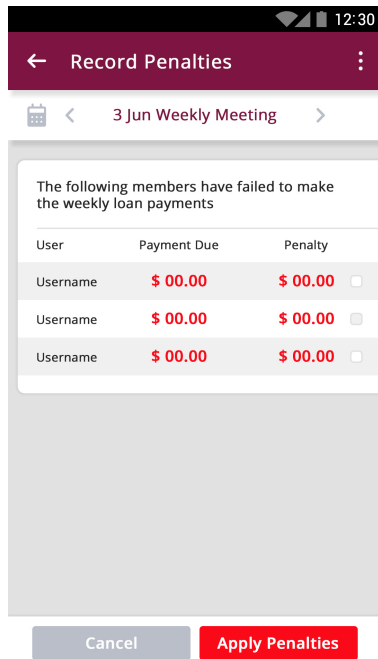 12:30
Record Penalties
3 Jun Weekly Meeting
The following members have failed to make
the weekly loan payments
User Payment Due Penalty
Username $ 00.00 $ 00.00
Username $ 00.00 $ 00.00
Username $ 00.00 $ 00.00
Cancel Apply Penalties